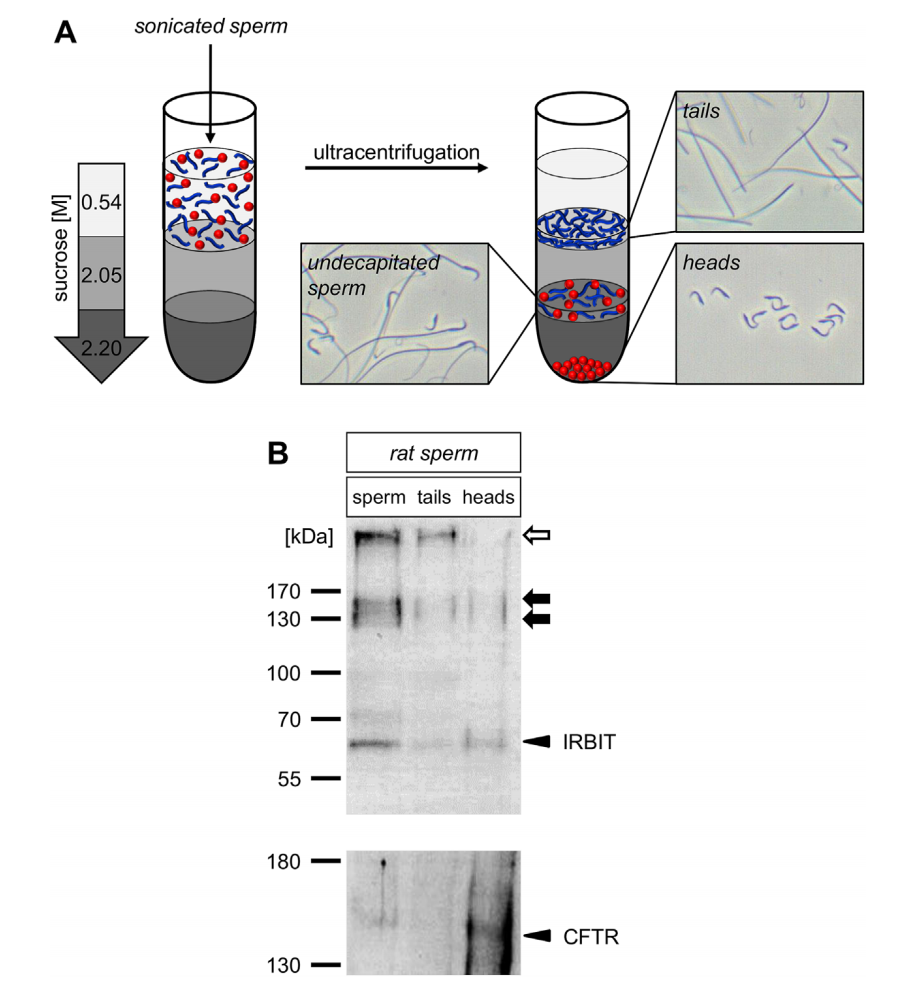 A
sonicated sperm
ultracentrifugation
sucrose [M]
0.54
2.05
2.20
tails
undecapitated
sperm
heads
B
rat sperm
sperm tails heads
[kDa]
170
130
100
70
IRBIT
55
180
CFTR
130